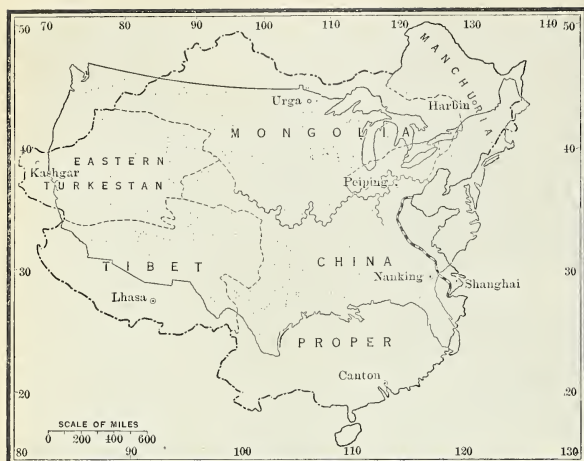 50 70 80 90 100 110 120 130 140 50
MANCHURIA
Urga
Harbin
MONGOLIA
40 40
EASTERN
Kashgar
TURKESTAN
Peiping
30 TIBET CHINA 30
Nanking
Shanghai
Lhasa
PROPER
Canton
20 20
SCALE OF MILES
0 200 400 600
80 90 100 110 120 130